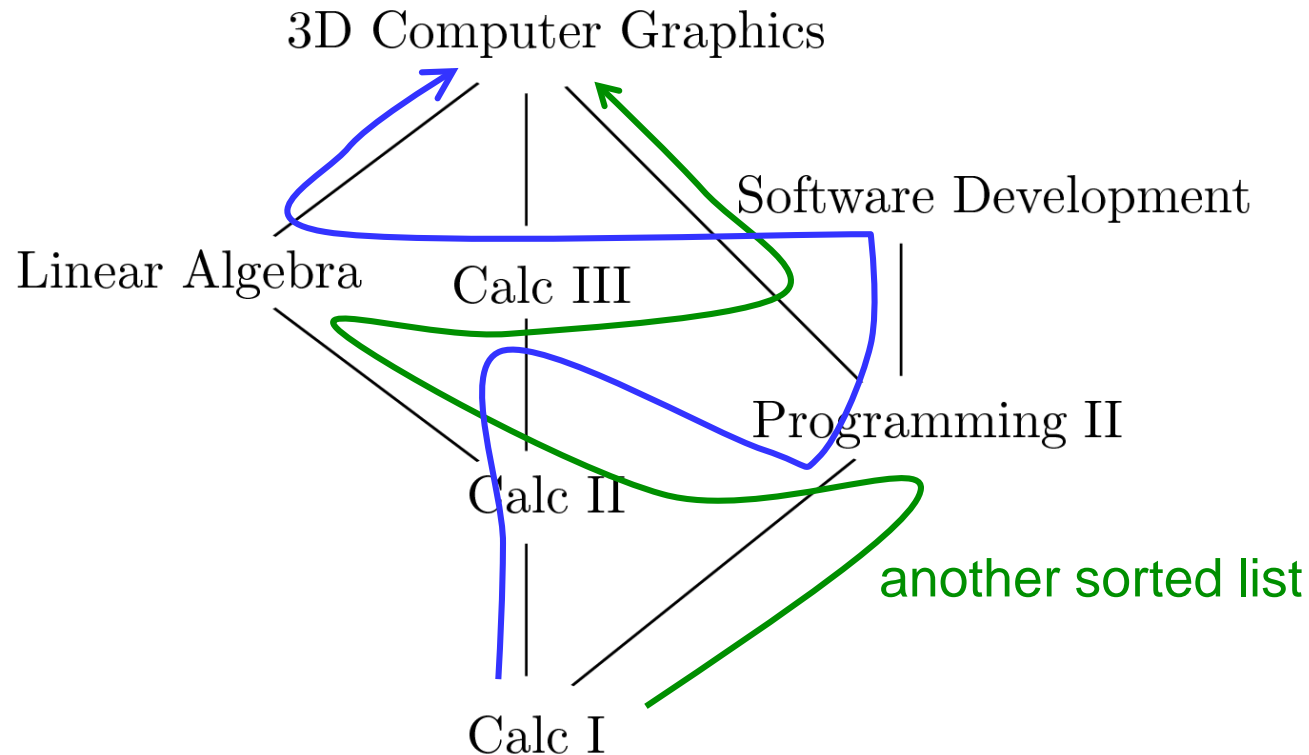 3D Computer Graphics
Software Development
Linear Algebra
Calc III
Programming II
Calc II
another sorted list
Calc I